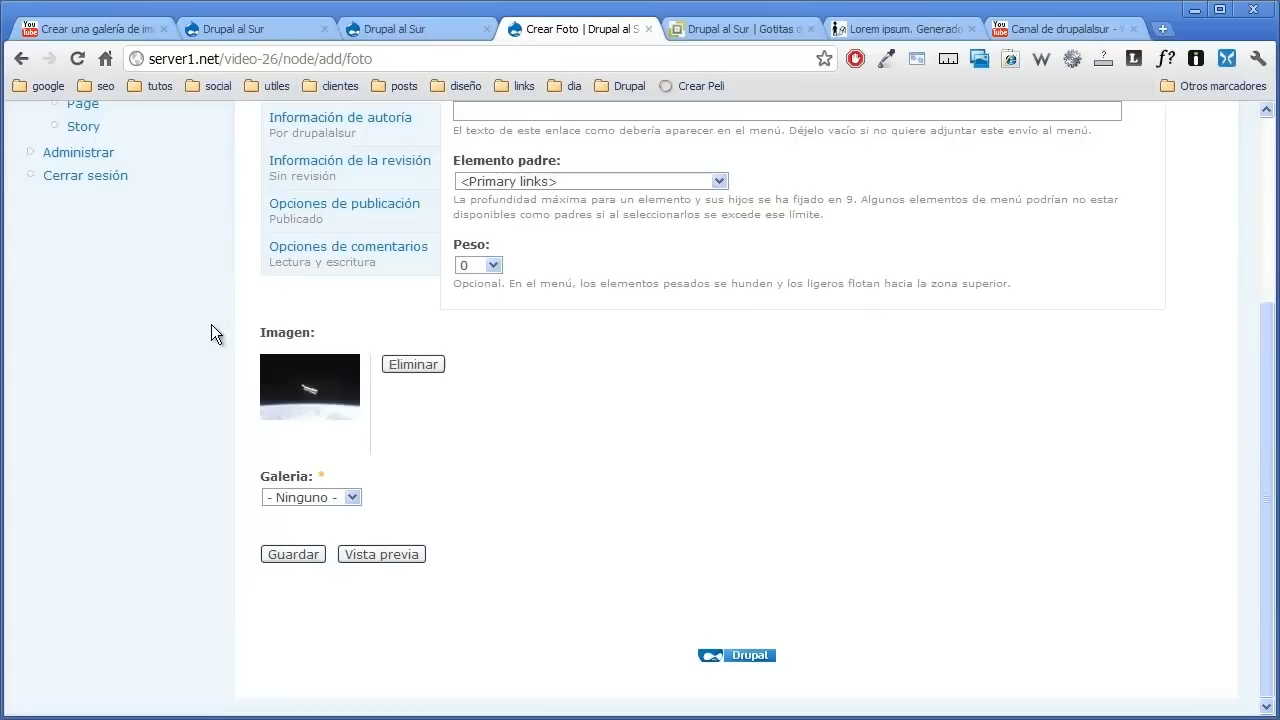 Crear una galería de im
Drupal al Sur
Drupal al Sur
Crear Foto | Drupal al S
Drupal al Sur | Gotitas d
Lorem ipsum. Generado
Canal de drupalalsur - Y
server1.net/video-26/node/add/foto
google
seo
tutos
social
utiles
clientes
posts
diseño
links
dia
Drupal
Crear Peli
Otros marcadores
Page
Story
Administrar
Cerrar sesión
Información de autoría
Por drupalalsur
Información de la revisión
Sin revisión
Opciones de publicación
Publicado
Opciones de comentarios
Lectura y escritura
El texto de este enlace como debería aparecer en el menú. Déjelo vacío si no quiere adjuntar este envío al menú.
Elemento padre:
<Primary links>
La profundidad máxima para un elemento y sus hijos se ha fijado en 9. Algunos elementos de menú podrían no estar
disponibles como padres si al seleccionarlos se excede ese límite.
Peso:
0
Opcional. En el menú, los elementos pesados se hunden y los ligeros flotan hacia la zona superior.
Imagen:
Eliminar
Galeria: *
- Ninguno -
Guardar
Vista previa
Drupal